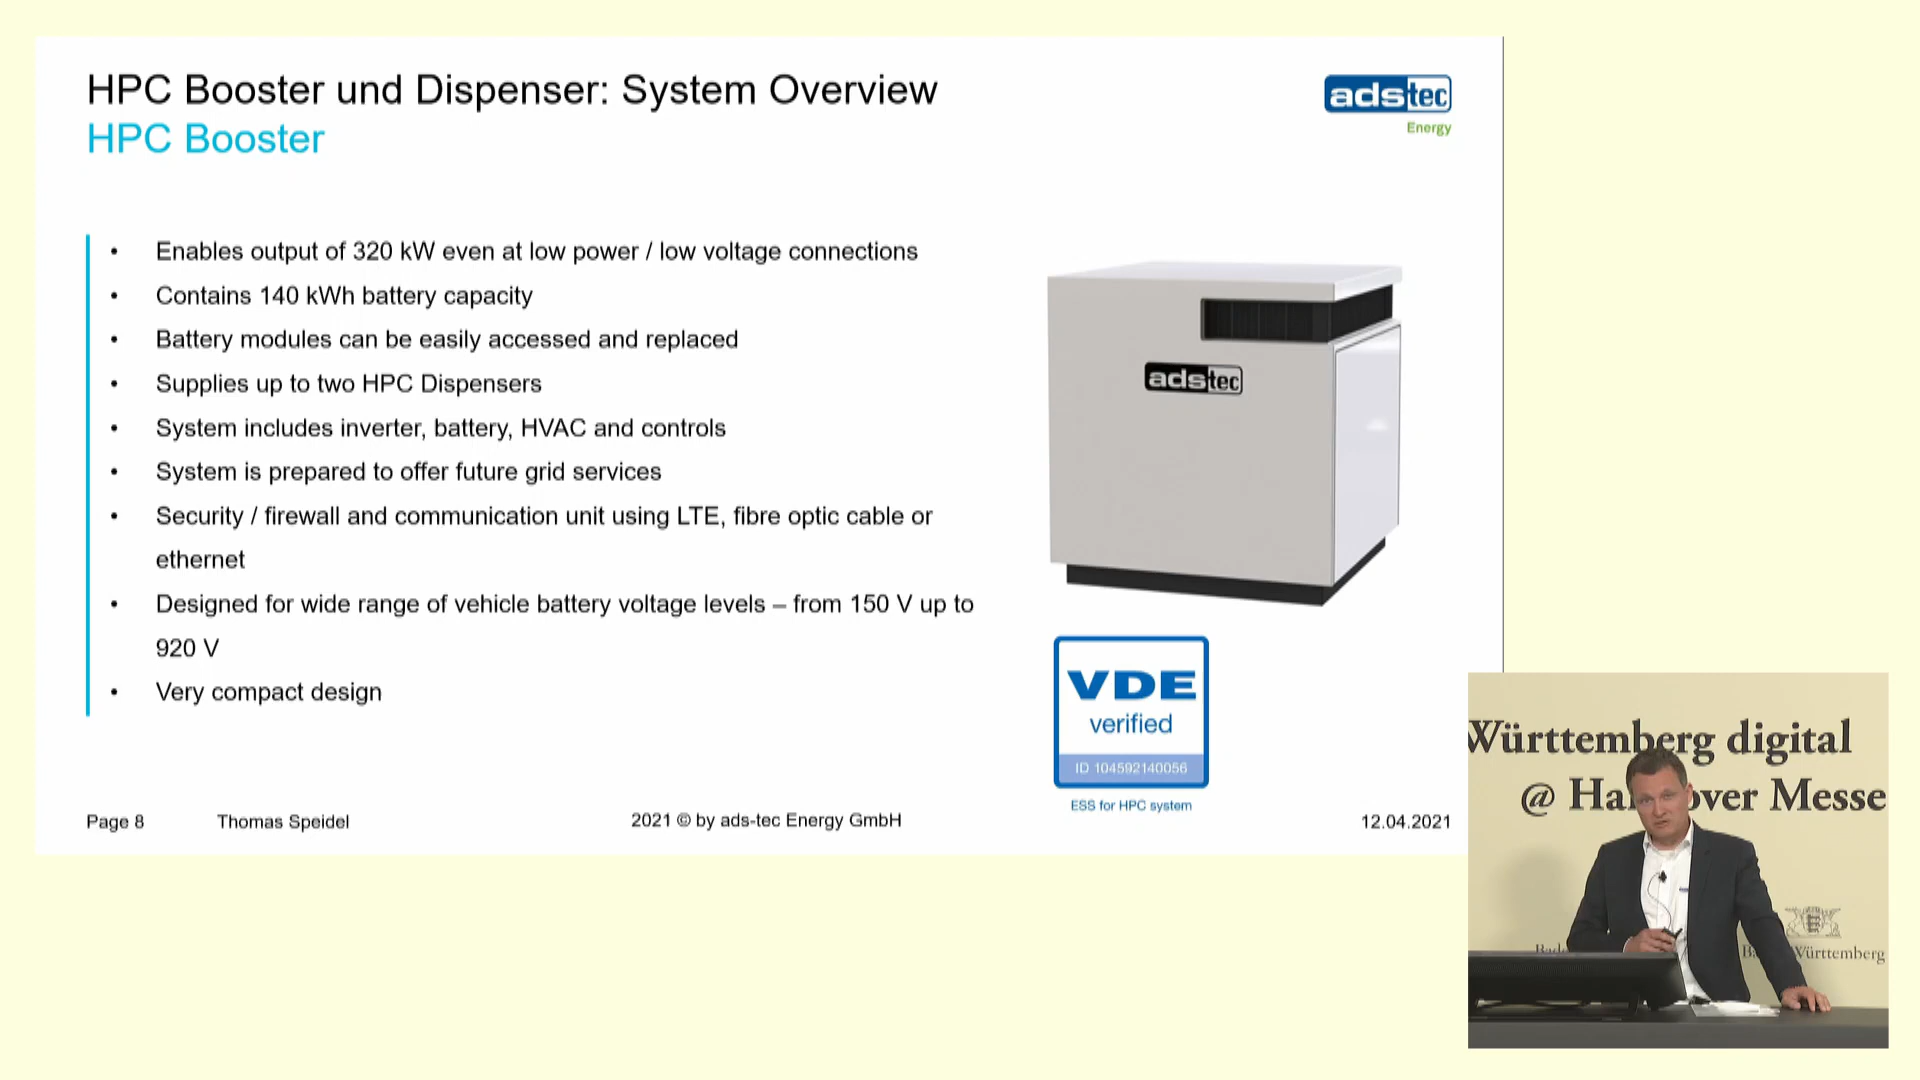 HPC Booster und Dispenser: System Overview
HPC Booster
adstec
Energy
• Enables output of 320 kW even at low power / low voltage connections
• Contains 140 kWh battery capacity
• Battery modules can be easily accessed and replaced
• Supplies up to two HPC Dispensers
• System includes inverter, battery, HVAC and controls
• System is prepared to offer future grid services
• Security / firewall and communication unit using LTE, fibre optic cable or
ethernet
• Designed for wide range of vehicle battery voltage levels – from 150 V up to
920 V
• Very compact design
adstec
VDE
verified
ID 104592140056
ESS for HPC system
Page 8
Thomas Speidel
2021 © by ads-tec Energy GmbH
12.04.2021
Württemberg digital
@ Hannover Messe
Württemberg